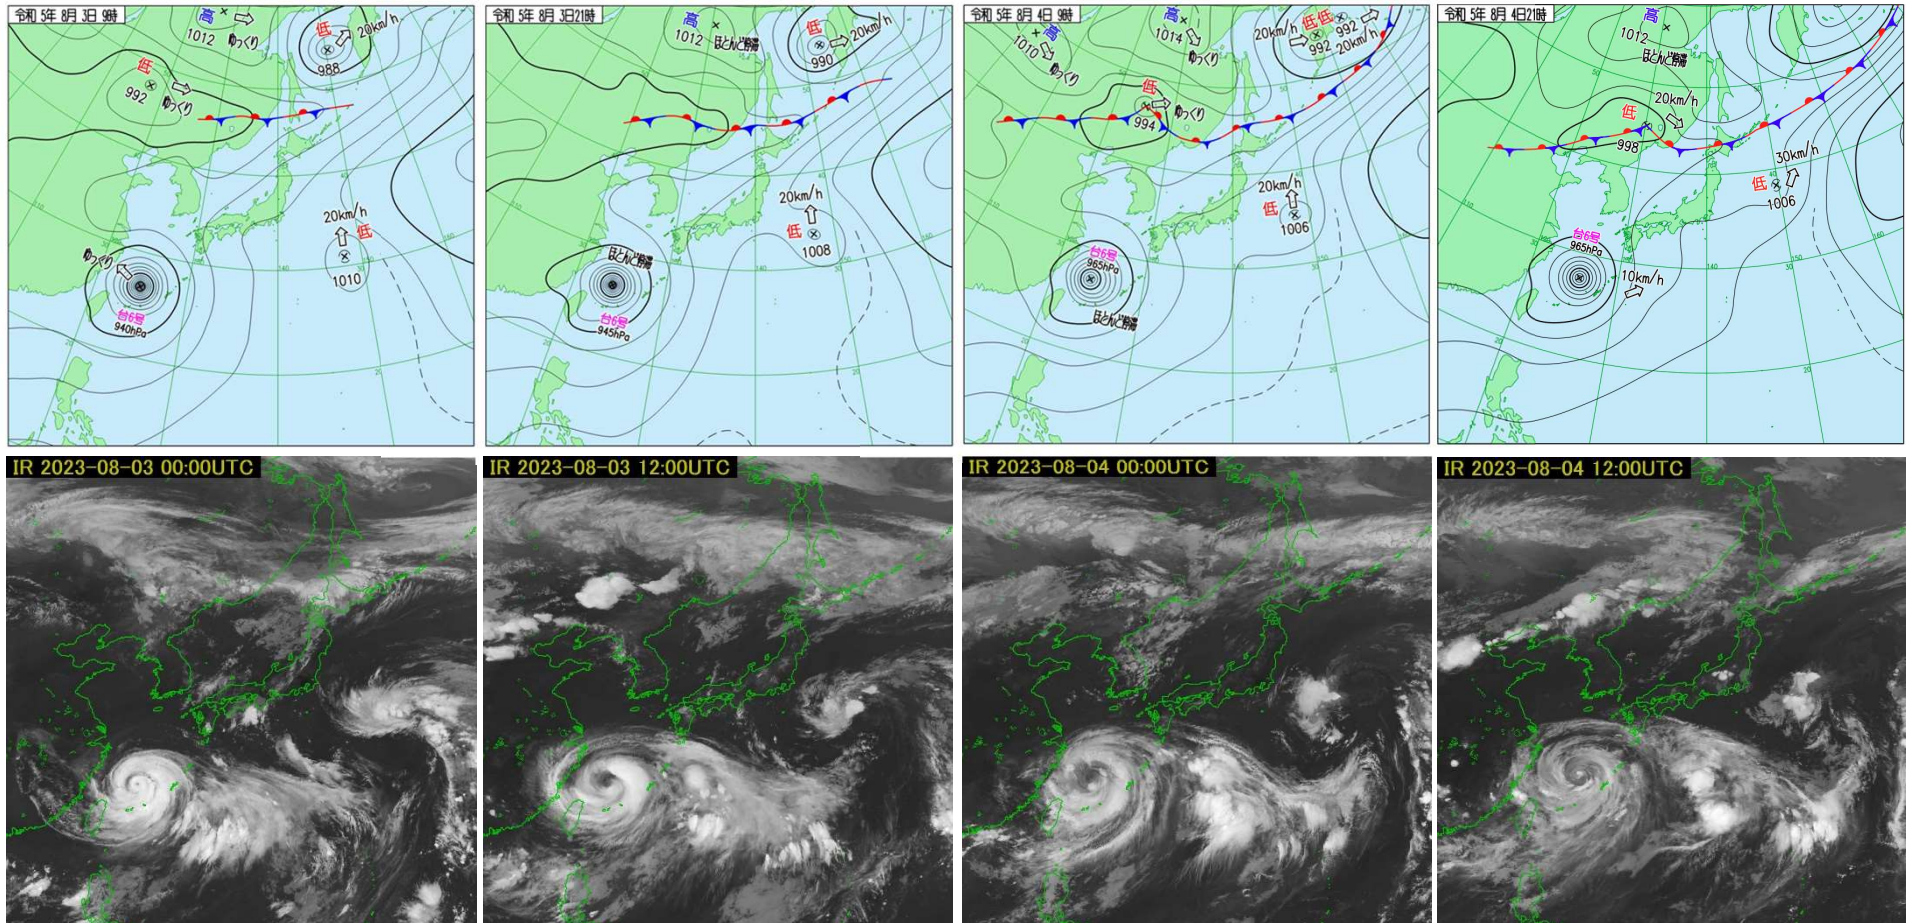 令和 5年 8月 3日 9時
高
1012
ゆっくり
低
20km/h
988
低
992
ゆっくり
20km/h
低
1010
ゆっくり
台6号
940hPa
140
20
令和 5年 8月 3日21時
高
1012
ほとんど停滞
低
20km/h
990
20km/h
低
1008
ほとんど停滞
台6号
945hPa
140
20
令和 5年 8月 4日 9時
高
1010
ゆっくり
高
1014
ゆっくり
低
低
20km/h
992
992
20km/h
低
994
ゆっくり
20km/h
低
1006
台6号
965hPa
ほとんど停滞
140
20
令和 5年 8月 4日21時
高
1012
ほとんど停滞
低
20km/h
998
30km/h
低
1006
台6号
965hPa
10km/h
140
20
IR 2023-08-03 00:00UTC
IR 2023-08-03 12:00UTC
IR 2023-08-04 00:00UTC
IR 2023-08-04 12:00UTC